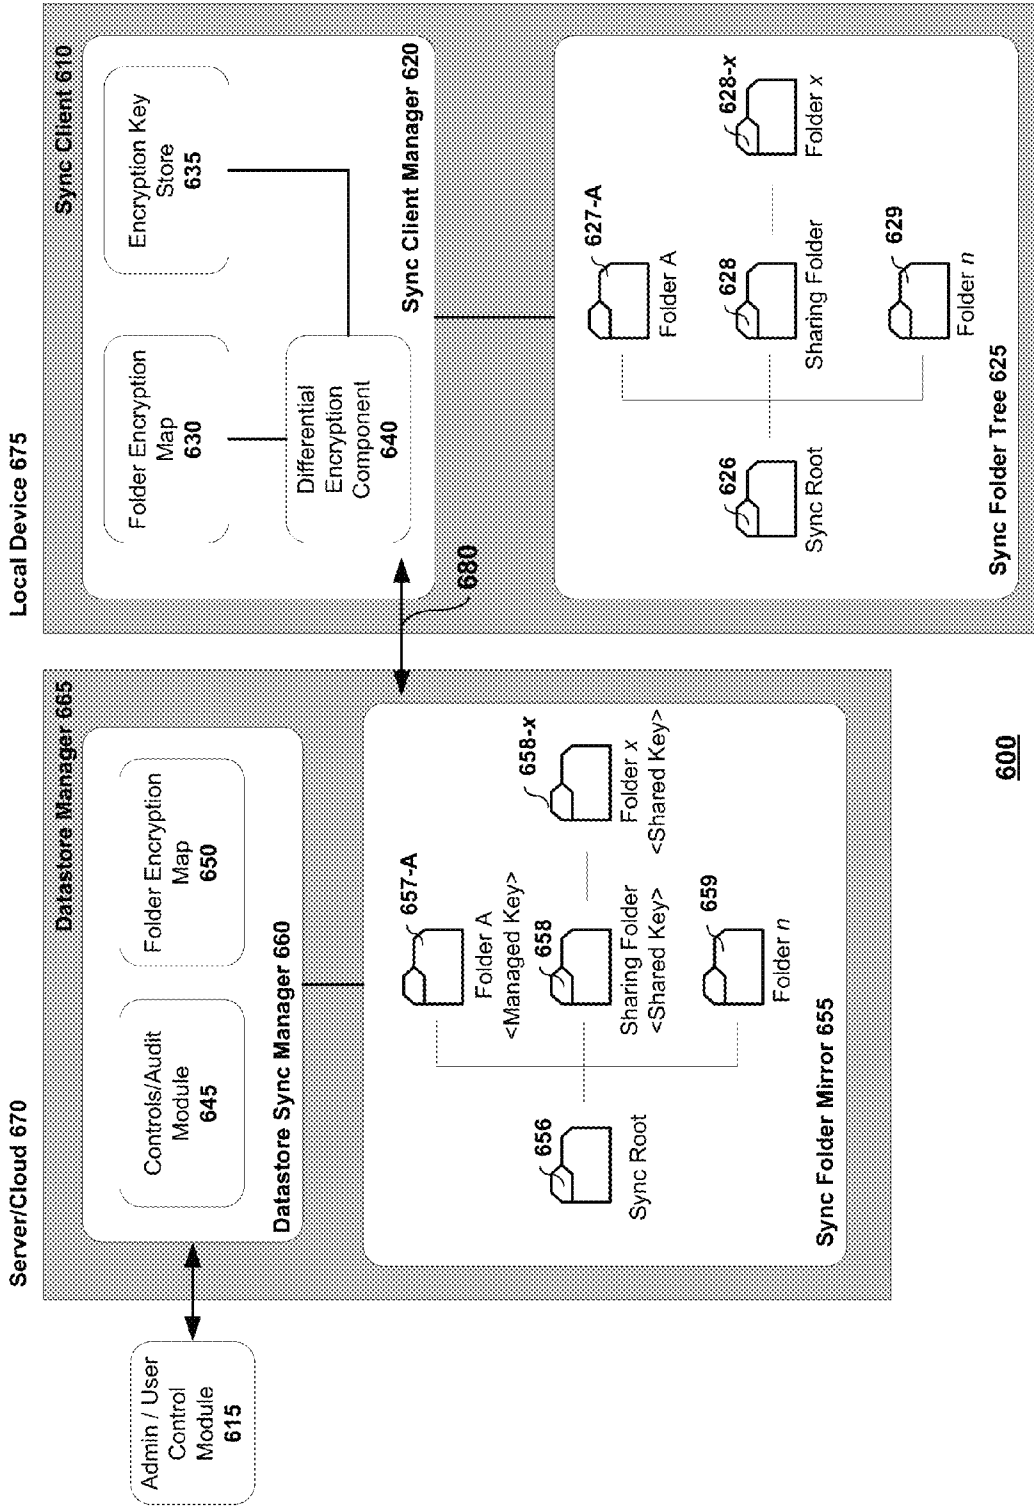 Server/Cloud 670
Local Device 675
Admin / User
Control
Module
615
Datastore Manager 665
Controls/Audit
Module
645
Folder Encryption
Map
650
Datastore Sync Manager 660
656
Sync Root
657-A
Folder A
<Managed Key>
658
Sharing Folder
<Shared Key>
658-x
Folder x
<Shared Key>
659
Folder n
Sync Folder Mirror 655
680
Sync Client 610
Folder Encryption
Map
630
Encryption Key
Store
635
Differential
Encryption
Component
640
Sync Client Manager 620
626
Sync Root
627-A
Folder A
628
Sharing Folder
628-x
Folder x
629
Folder n
Sync Folder Tree 625
600